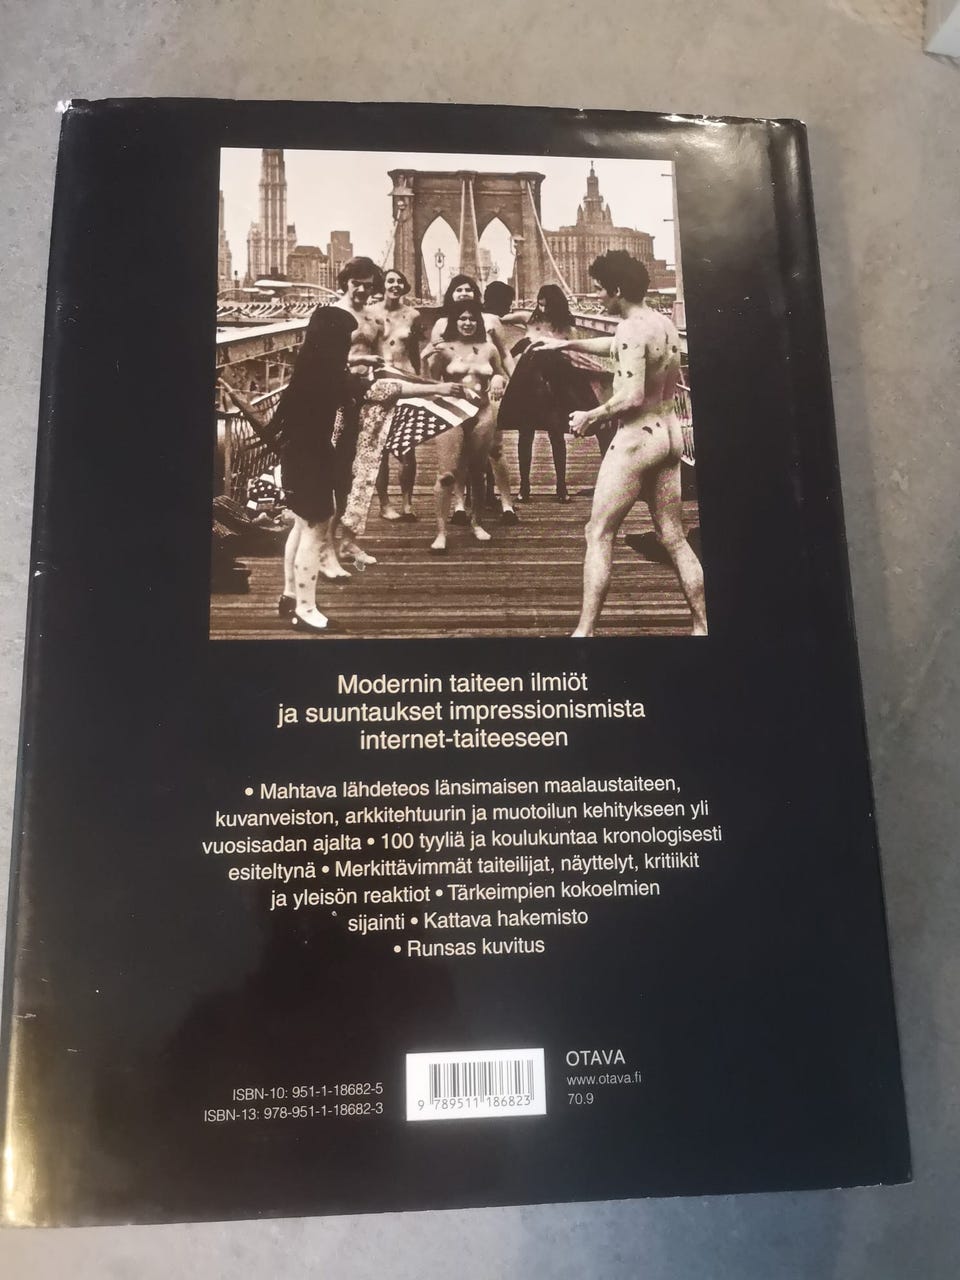 Modernin taiteen ilmiöt
ja suuntaukset impressionismista
internet-taiteeseen
• Mahtava lähdeteos länsimaisen maalaustaiteen,
kuvanveiston, arkkitehtuurin ja muotoilun kehitykseen yli
vuosisadan ajalta • 100 tyyliä ja koulukuntaa kronologisesti
esiteltynä • Merkittävimmät taiteilijat, näyttelyt, kritiikit
ja yleisön reaktiot • Tärkeimpien kokoelmien
sijainti • Kattava hakemisto
• Runsas kuvitus
ISBN-10: 951-1-18682-5
ISBN-13: 978-951-1-18682-3
9 789511 186823
OTAVA
www.otava.fi
70.9